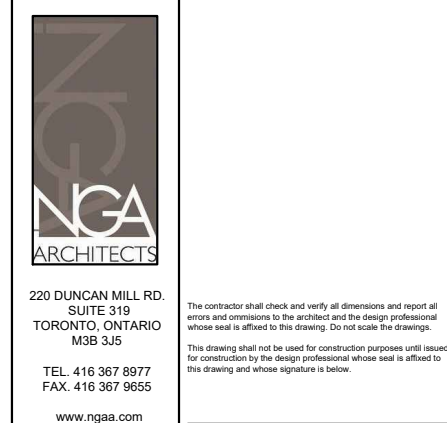 NGA
ARCHITECTS
220 DUNCAN MILL RD.
SUITE 319
TORONTO, ONTARIO
M3B 3J5
TEL. 416 367 8977
FAX. 416 367 9655
www.ngaa.com
The contractor shall check and verify all dimensions and report all
errors and ommisions to the architect and the design professional
whose seal is affixed to this drawing. Do not scale the drawings.
This drawing shall not be used for construction purposes until issued
for construction by the design professional whose seal is affixed to
this drawing and whose signature is below.